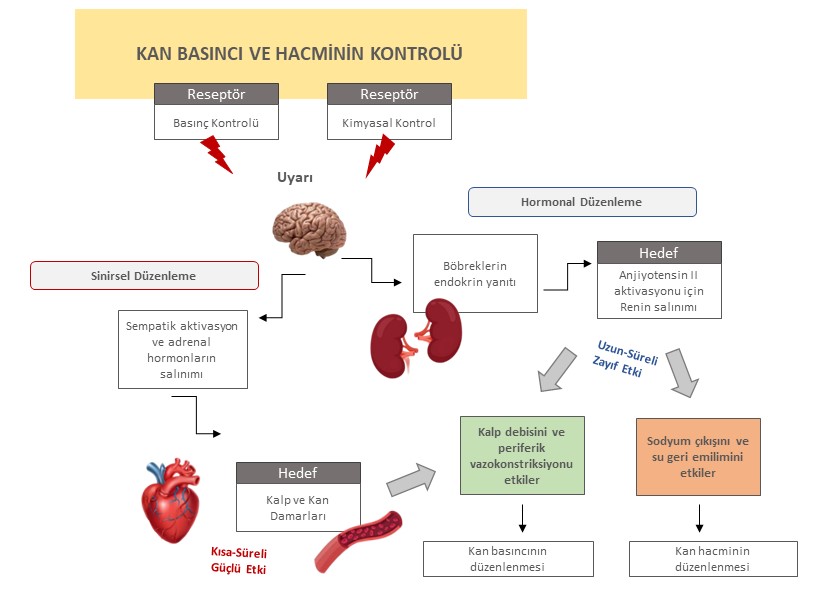 KAN BASINCI VE HACMİNİN KONTROLÜ
Reseptör
Basınç Kontrolü
Reseptör
Kimyasal Kontrol
Uyarı
Hormonal Düzenleme
Sinirsel Düzenleme
Böbreklerin
endokrin yanıtı
Hedef
Anjiyotensin II
aktivasyonu için
Renin salınımı
Sempatik aktivasyon
ve adrenal
hormonların
salınımı
Uzun-Süreli
Zayıf Etki
Hedef
Kalp ve Kan
Damarları
Kısa-Süreli
Güçlü Etki
Kalp debisini ve
periferik
vazokonstriksiyonu
etkiler
Sodyum çıkışını ve
su geri emilimini
etkiler
Kan basıncının
düzenlenmesi
Kan hacminin
düzenlenmesi